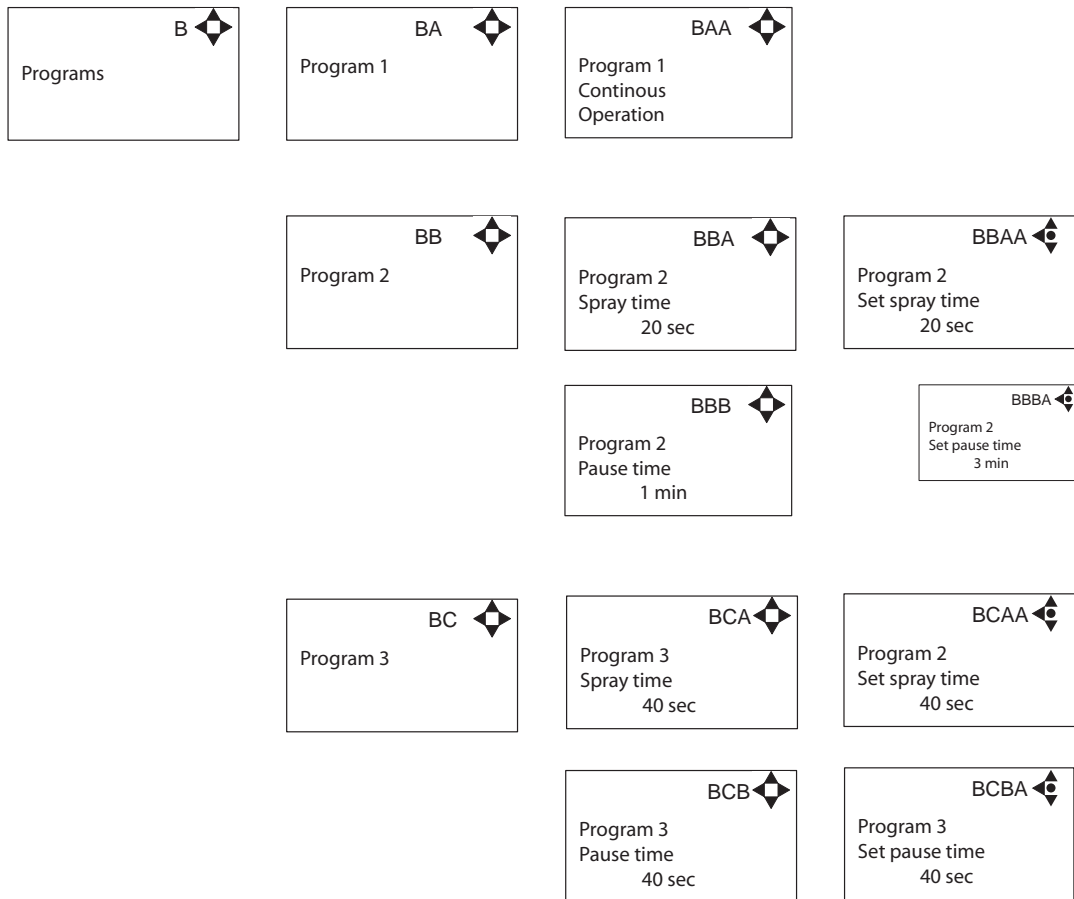 B
Programs
BA
Program 1
BAA
Program 1
Continous
Operation
BB
Program 2
BBA
Program 2
Spray time
20 sec
BBAA
Program 2
Set spray time
20 sec
BBB
Program 2
Pause time
1 min
BBBA
Program 2
Set pause time
3 min
BC
Program 3
BCA
Program 3
Spray time
40 sec
BCAA
Program 2
Set spray time
40 sec
BCB
Program 3
Pause time
40 sec
BCBA
Program 3
Set pause time
40 sec